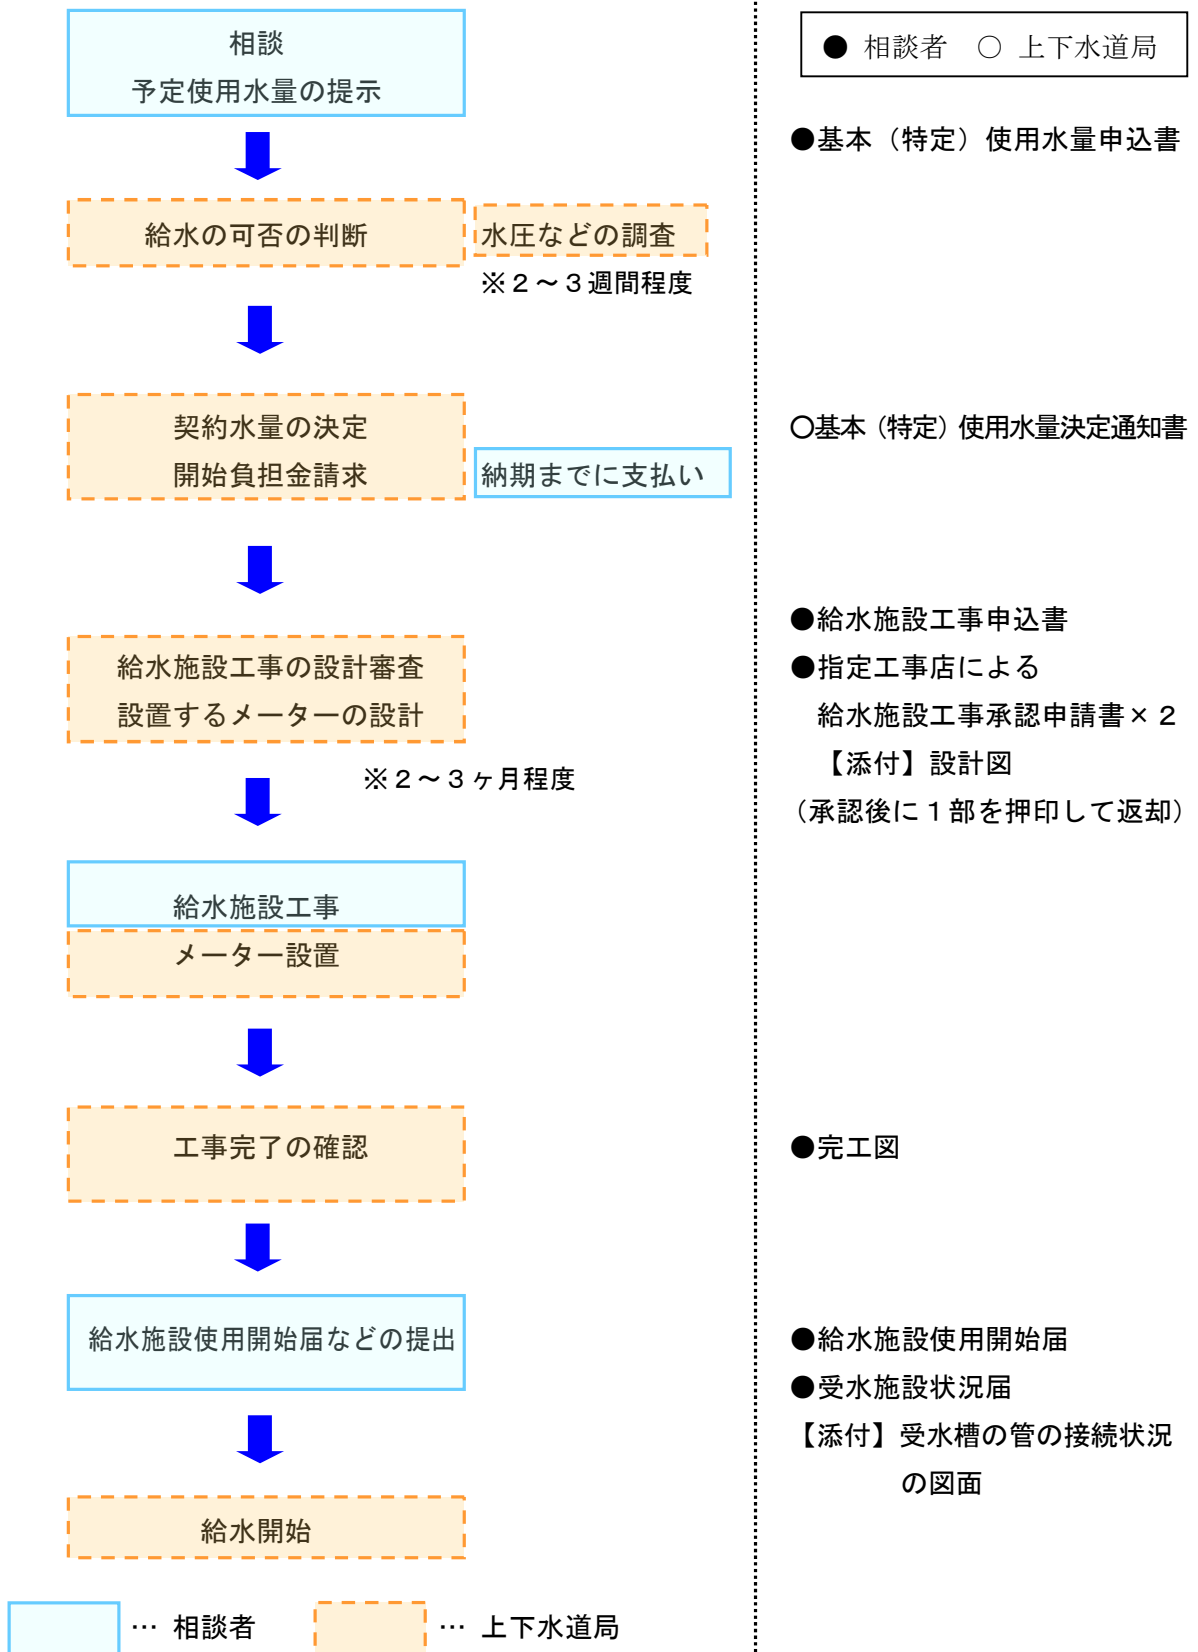 相談
予定使用水量の提示
● 相談者　○ 上下水道局
●基本（特定）使用水量申込書
給水の可否の判断
水圧などの調査
※２～３週間程度
契約水量の決定
開始負担金請求
納期までに支払い
○基本（特定）使用水量決定通知書
給水施設工事の設計審査
設置するメーターの設計
※２～３ヶ月程度
●給水施設工事申込書
●指定工事店による
給水施設工事承認申請書×２
【添付】設計図
（承認後に１部を押印して返却）
給水施設工事
メーター設置
工事完了の確認
●完工図
給水施設使用開始届などの提出
●給水施設使用開始届
●受水施設状況届
【添付】受水槽の管の接続状況
の図面
給水開始
… 相談者
… 上下水道局